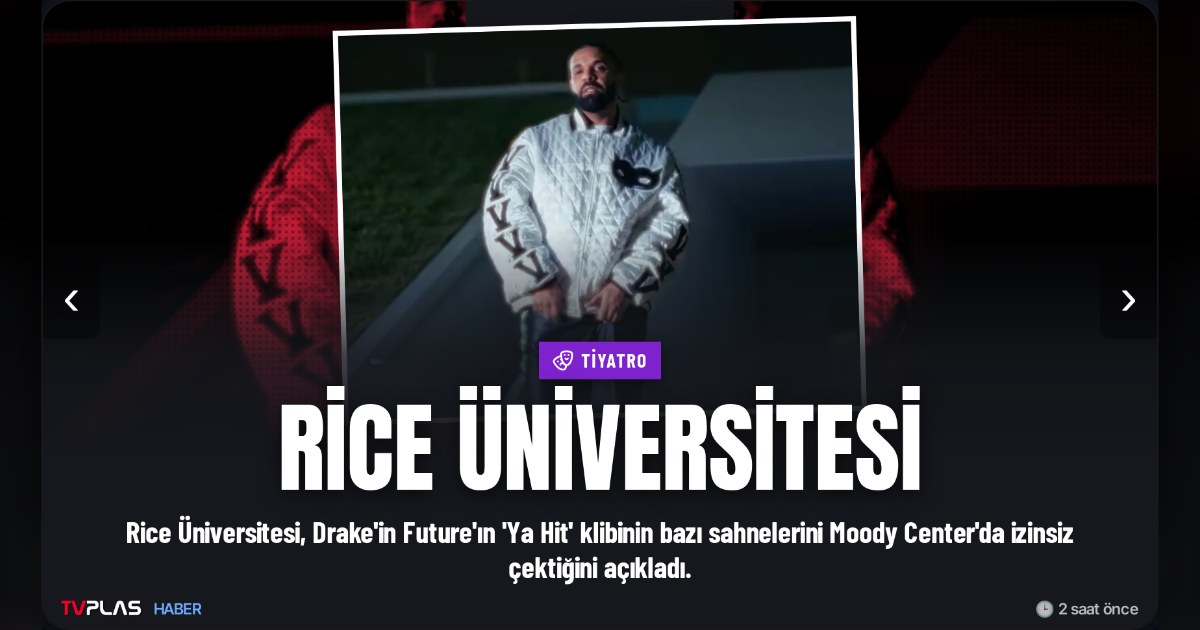 TİYATRO
RİCE ÜNİVERSİTESİ
Rice Üniversitesi, Drake'in Future'ın 'Ya Hit' klibinin bazı sahnelerini Moody Center'da izinsiz
çektiğini açıkladı.
TVPLAS HABER
2 saat önce